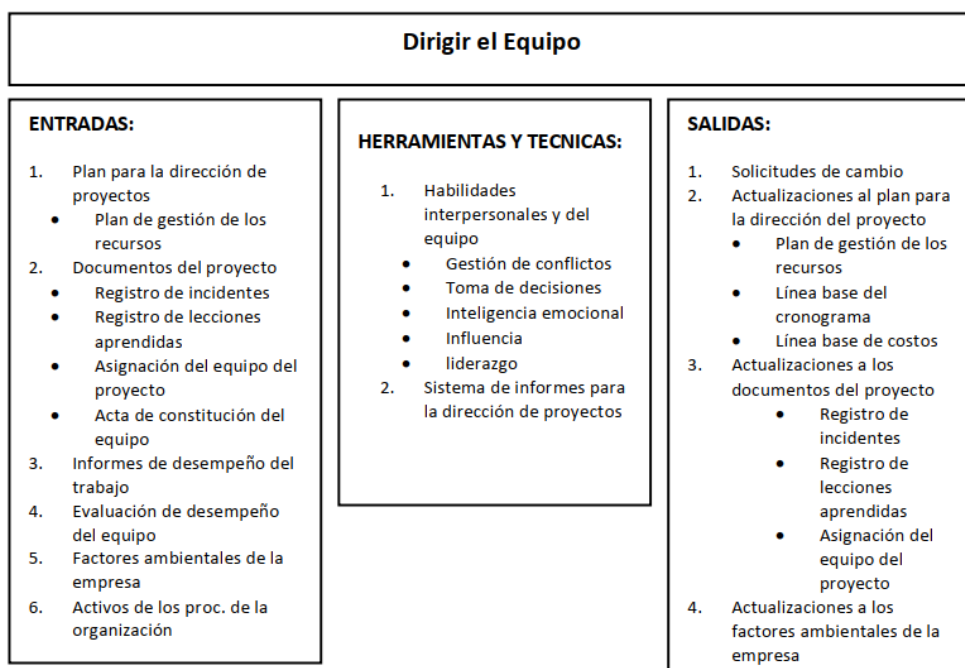 Dirigir el Equipo
ENTRADAS:
1. Plan para la dirección de
proyectos
• Plan de gestión de los
recursos
2. Documentos del proyecto
• Registro de incidentes
• Registro de lecciones
aprendidas
• Asignación del equipo del
proyecto
• Acta de constitución del
equipo
3. Informes de desempeño del
trabajo
4. Evaluación de desempeño
del equipo
5. Factores ambientales de la
empresa
6. Activos de los proc. de la
organización
HERRAMIENTAS Y TECNICAS:
1. Habilidades
interpersonales y del
equipo
• Gestión de conflictos
• Toma de decisiones
• Inteligencia emocional
• Influencia
• liderazgo
2. Sistema de informes para
la dirección de proyectos
SALIDAS:
1. Solicitudes de cambio
2. Actualizaciones al plan para
la dirección del proyecto
• Plan de gestión de los
recursos
• Línea base del
cronograma
• Línea base de costos
3. Actualizaciones a los
documentos del proyecto
• Registro de
incidentes
• Registro de
lecciones
aprendidas
• Asignación del
equipo del
proyecto
4. Actualizaciones a los
factores ambientales de la
empresa